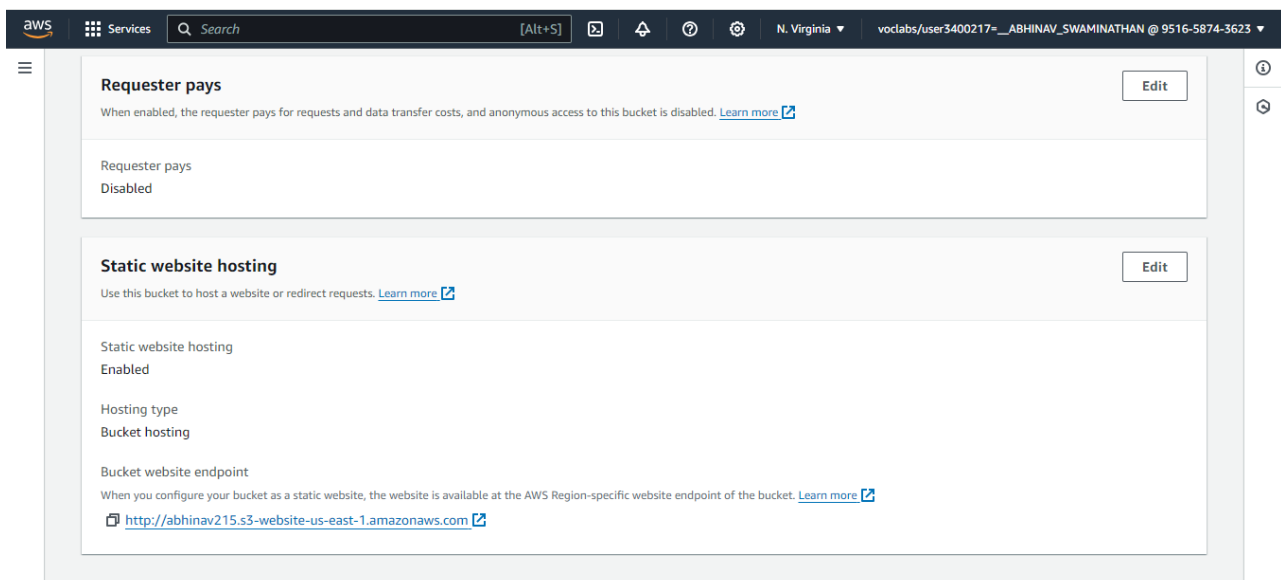 aws Services Search [Alt+S] N. Virginia ▼ voclabs/user3400217=__ABHINAV_SWAMINATHAN @ 9516-5874-3623 ▼
Requester pays
Edit
When enabled, the requester pays for requests and data transfer costs, and anonymous access to this bucket is disabled. Learn more
Requester pays
Disabled
Static website hosting
Edit
Use this bucket to host a website or redirect requests. Learn more
Static website hosting
Enabled
Hosting type
Bucket hosting
Bucket website endpoint
When you configure your bucket as a static website, the website is available at the AWS Region-specific website endpoint of the bucket. Learn more
http://abhinav215.s3-website-us-east-1.amazonaws.com